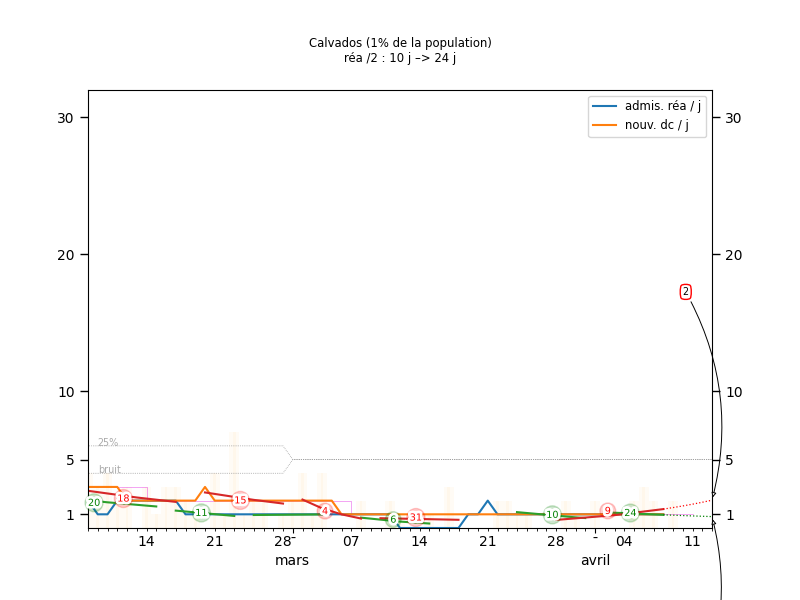 Calvados (1% de la population)
réa /2 : 10 j –> 24 j
admis. réa / j
nouv. dc / j
30 30
20 20
2
10 10
25%
5 5
bruit
20 18 11 15 4 6 31 10 9 24
1 1
14 21 28 07 14 21 28 04 11
mars avril